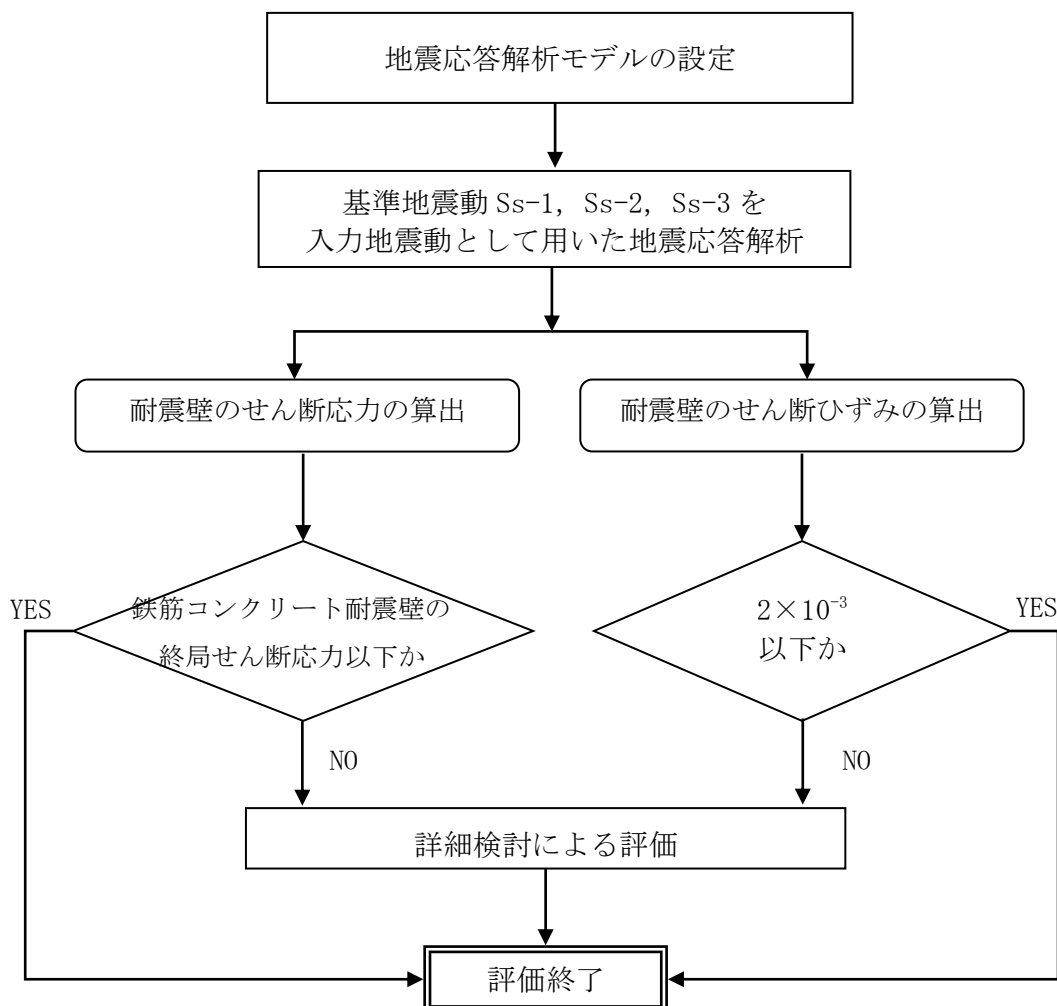 地震応答解析モデルの設定
基準地震動 Ss-1, Ss-2, Ss-3 を
入力地震動として用いた地震応答解析
耐震壁のせん断応力の算出
耐震壁のせん断ひずみの算出
YES
鉄筋コンクリート耐震壁の
終局せん断応力以下か
2×10⁻³
以下か
YES
NO
NO
詳細検討による評価
評価終了